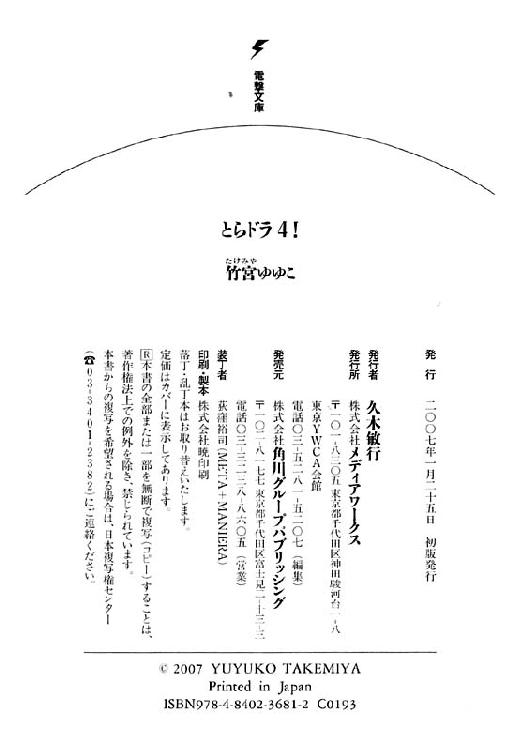 電撃文庫
とらドラ4!
たけみや
竹宮ゆゆこ
発行 二〇〇七年一月二十五日 初版発行
発行者 久木敏行
発行所 株式会社メディアワークス
〒一〇一-八三〇五 東京都千代田区神田駿河台一-八
東京YWCA会館
電話〇三-五二八一-五二〇七(編集)
発売元 株式会社角川グループパブリッシング
〒一〇二-八一七七 東京都千代田区富士見二-十三-三
電話〇三-三二三八-八六〇五(営業)
装丁者 荻窪裕司(META+MANIERA)
印刷・製本 株式会社暁印刷
落丁・乱丁本はお取り替えいたします。
定価はカバーに表示してあります。
R本書の全部または一部を無断で複写(コピー)することは、
著作権法上での例外を除き、禁じられています。
本書からの複写を希望される場合は、日本複写権センター
(☎03-3401-2382)にご連絡ください。
© 2007 YUYUKO TAKEMIYA
Printed in Japan
ISBN978-4-8402-3681-2 C0193